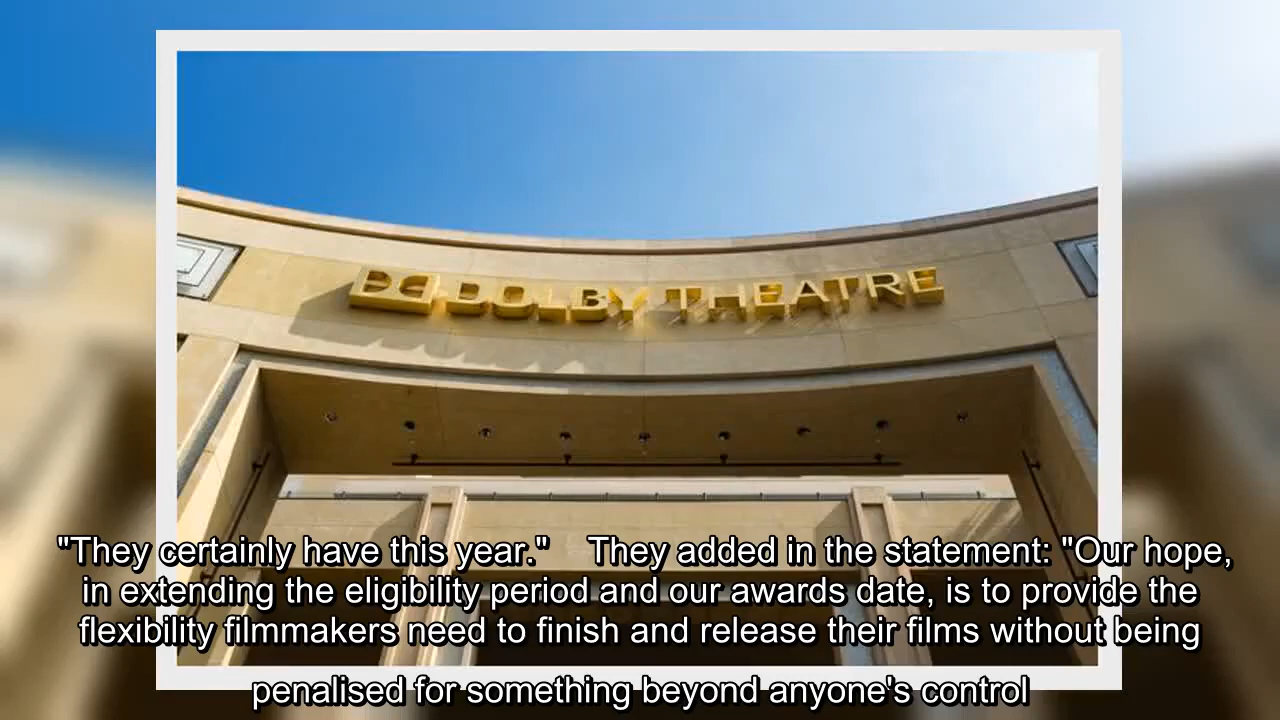 DOLBY THEATRE
"They certainly have this year." They added in the statement: "Our hope,
in extending the eligibility period and our awards date, is to provide the
flexibility filmmakers need to finish and release their films without being
penalised for something beyond anyone's control